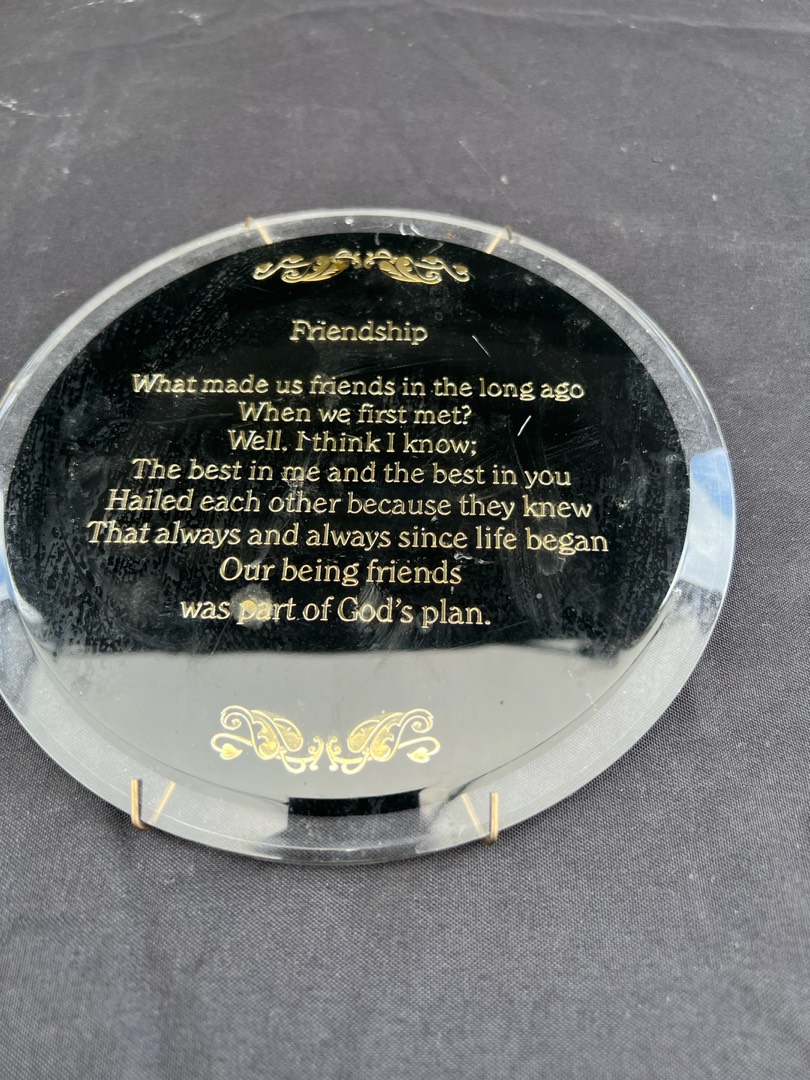 Friendship
What made us friends in the long ago
When we first met?
Well, I think I know;
The best in me and the best in you
Hailed each other because they knew
That always and always since life began
Our being friends
was part of God's plan.